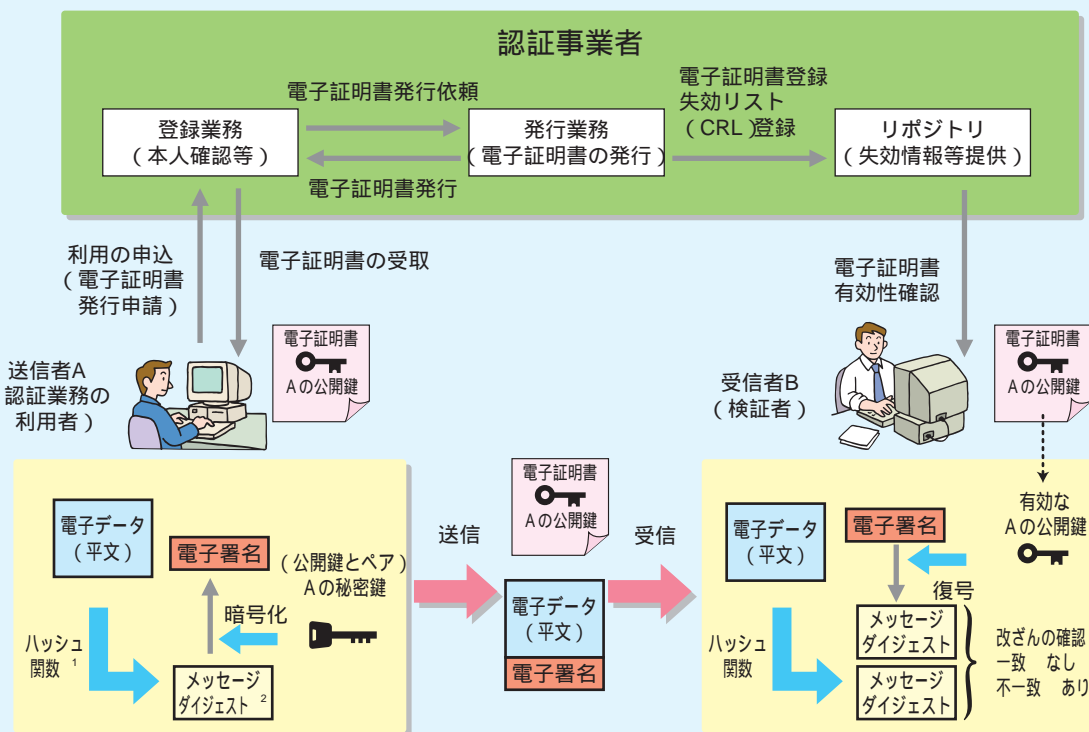 認証事業者
電子証明書発行依頼
電子証明書登録
失効リスト
（CRL）登録
登録業務
（本人確認等）
発行業務
（電子証明書の発行）
リポジトリ
（失効情報等提供）
電子証明書発行
利用の申込
（電子証明書
発行申請）
電子証明書の受取
電子証明書
有効性確認
送信者A
認証業務の
利用者）
電子証明書
Aの公開鍵
受信者B
（検証者）
電子証明書
Aの公開鍵
電子データ
（平文）
電子署名
（公開鍵とペア）
Aの秘密鍵
暗号化
ハッシュ
関数 1
メッセージ
ダイジェスト 2
送信
電子証明書
Aの公開鍵
受信
電子データ
（平文）
電子署名
電子データ
（平文）
電子署名
有効な
Aの公開鍵
復号
ハッシュ
関数
メッセージ
ダイジェスト
メッセージ
ダイジェスト
改ざんの確認
一致 なし
不一致 あり